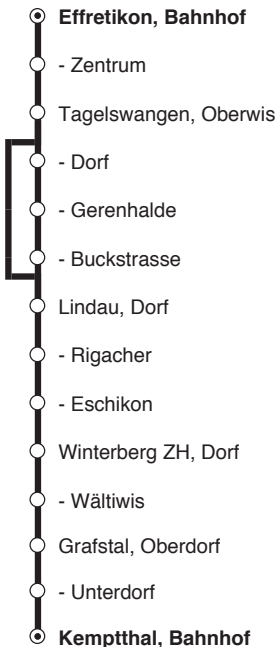 Effretikon, Bahnhof
- Zentrum
Tagelswangen, Oberwis
- Dorf
- Gerenhalde
- Buckstrasse
Lindau, Dorf
- Rigacher
- Eschikon
Winterberg ZH, Dorf
- Wältiwis
Grafstal, Oberdorf
- Unterdorf
Kemptthal, Bahnhof